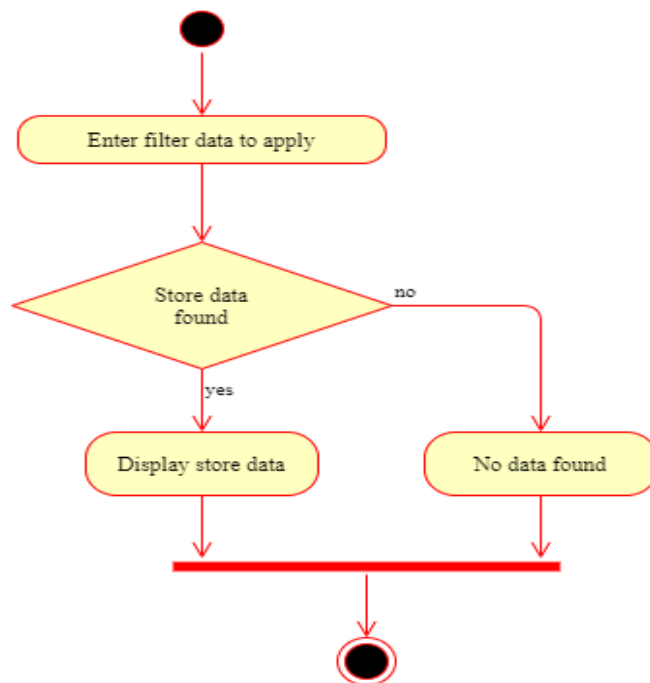 Enter filter data to apply
Store data
found
no
yes
Display store data
No data found